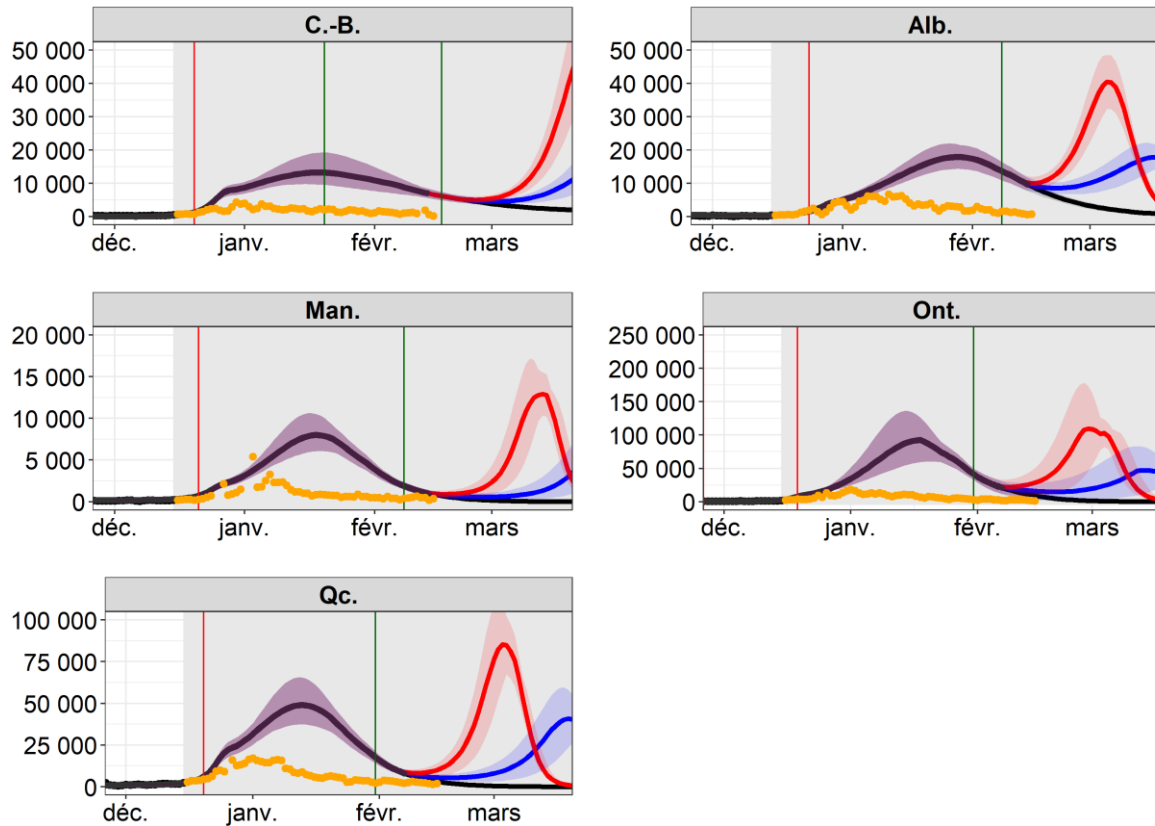 C.-B.
50 000
40 000
30 000
20 000
10 000
0
déc.
janv.
févr.
mars
Alb.
50 000
40 000
30 000
20 000
10 000
0
déc.
janv.
févr.
mars
Man.
20 000
15 000
10 000
5 000
0
déc.
janv.
févr.
mars
Ont.
250 000
200 000
150 000
100 000
50 000
0
déc.
janv.
févr.
mars
Qc.
100 000
75 000
50 000
25 000
0
déc.
janv.
févr.
mars